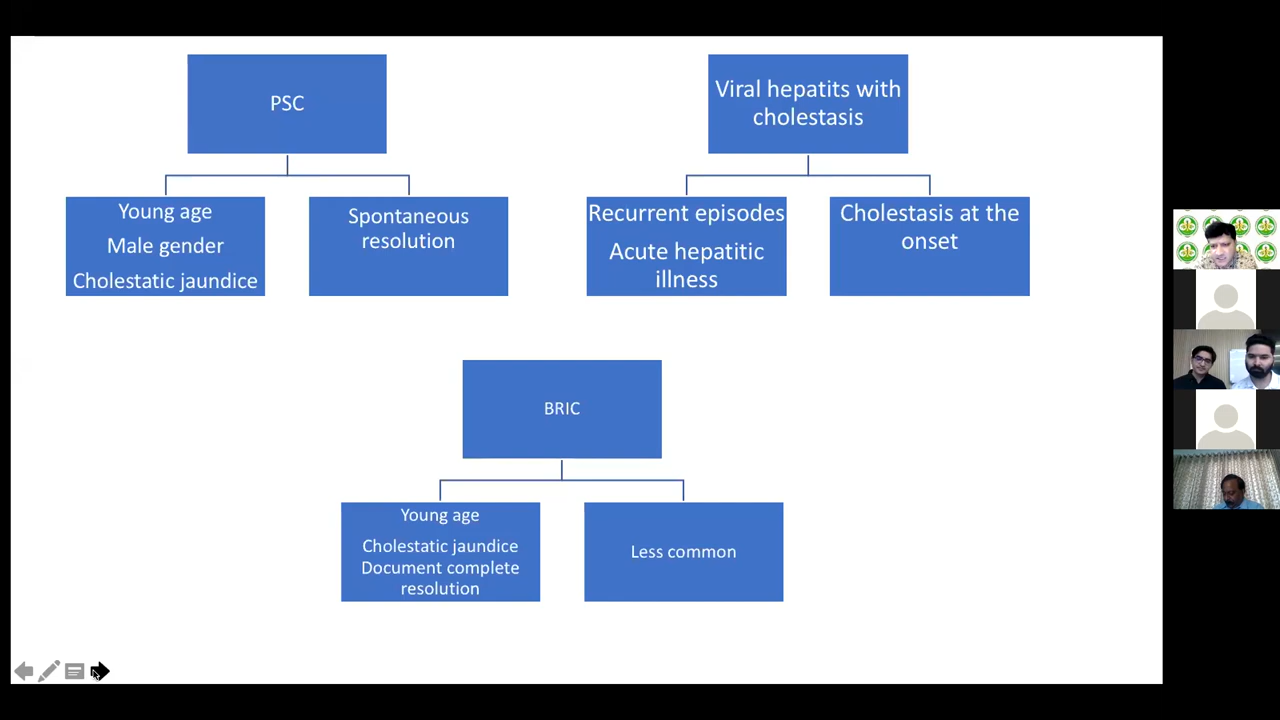 PSC
Young age
Male gender
Cholestatic jaundice
Spontaneous
resolution
Viral hepatits with
cholestasis
Recurrent episodes
Acute hepatitic
illness
Cholestasis at the
onset
BRIC
Young age
Cholestatic jaundice
Document complete
resolution
Less common